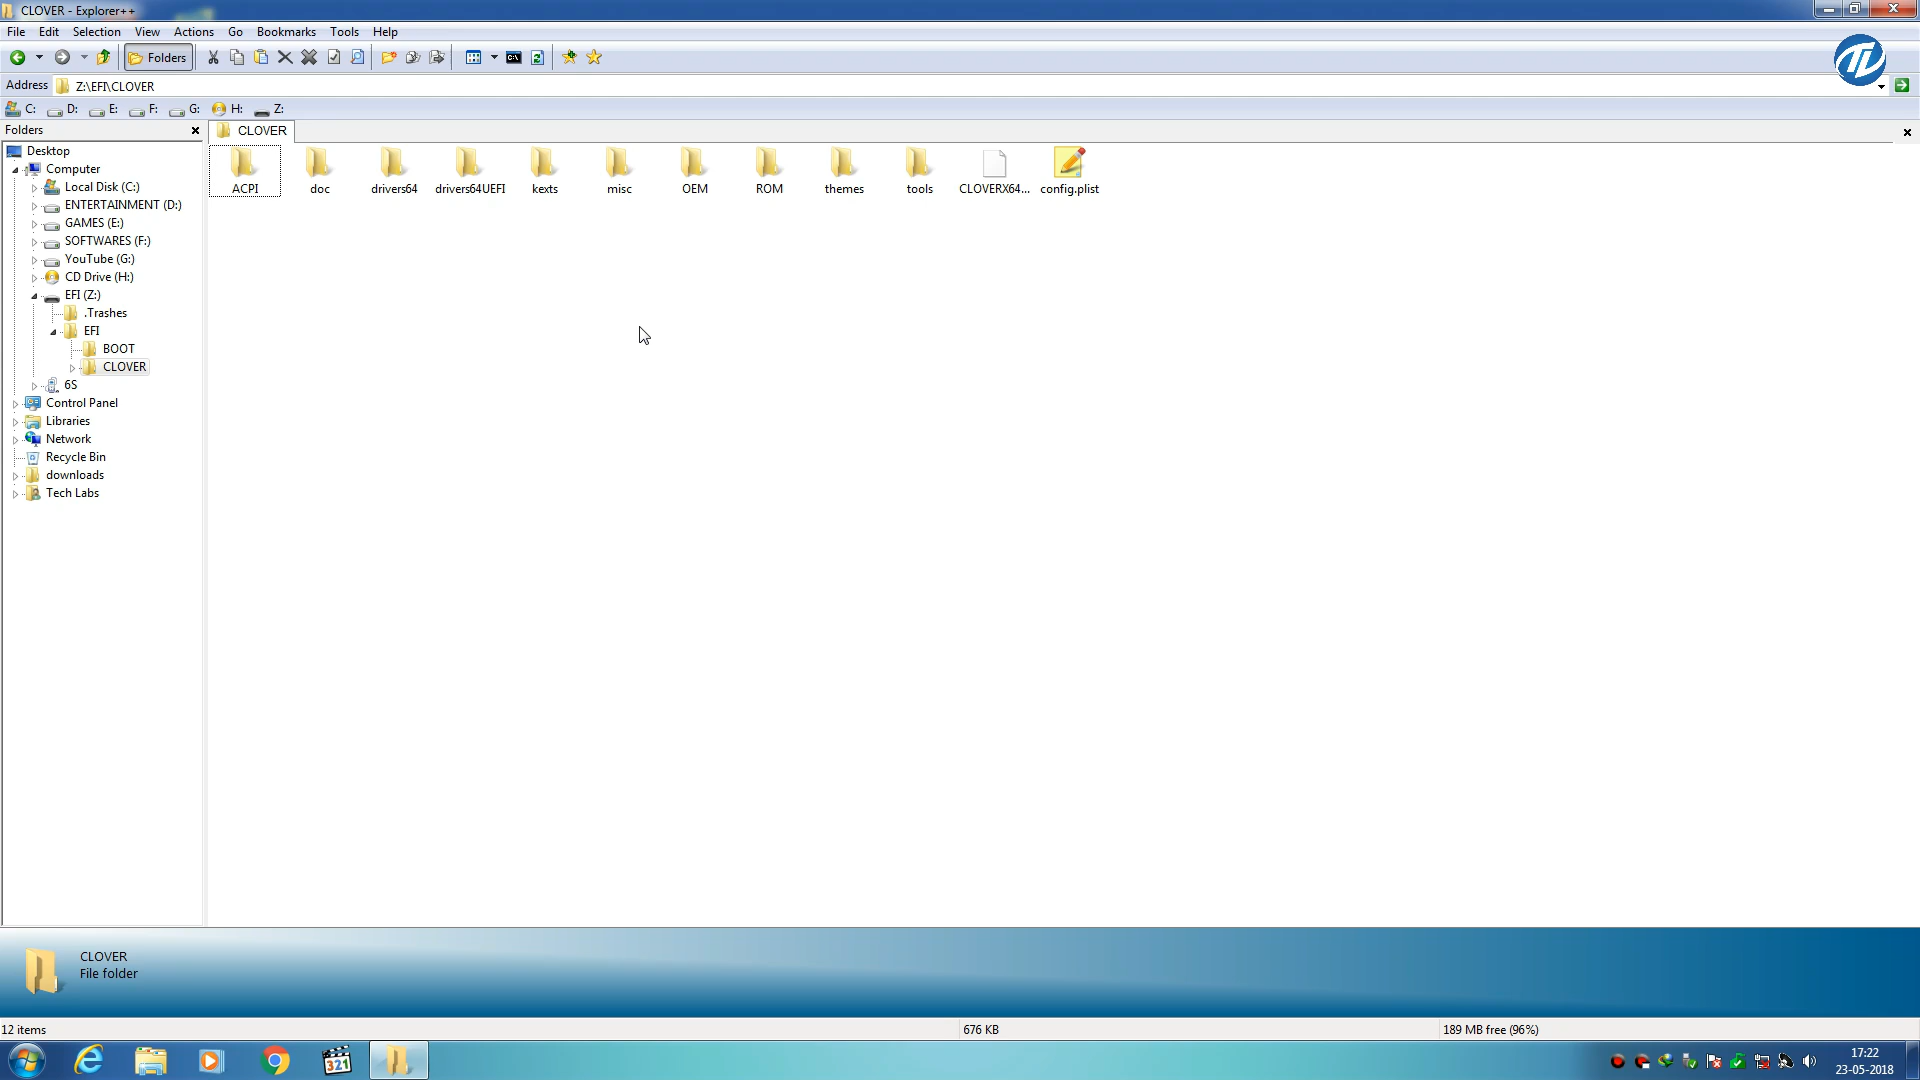 CLOVER - Explorer++
File Edit Selection View Actions Go Bookmarks Tools Help
Folders
Address Z:\EFI\CLOVER
C: D: E: F: G: H: Z:
Folders
CLOVER
Desktop
Computer
Local Disk (C:)
ENTERTAINMENT (D:)
GAMES (E:)
SOFTWARES (F:)
YouTube (G:)
CD Drive (H:)
EFI (Z:)
.Trashes
EFI
BOOT
CLOVER
6S
Control Panel
Libraries
Network
Recycle Bin
downloads
Tech Labs
ACPI doc drivers64 drivers64UEFI kexts misc OEM ROM themes tools CLOVERX64... config.plist
CLOVER
File folder
12 items 676 KB 189 MB free (96%)
321
17:22
23-05-2018
TL